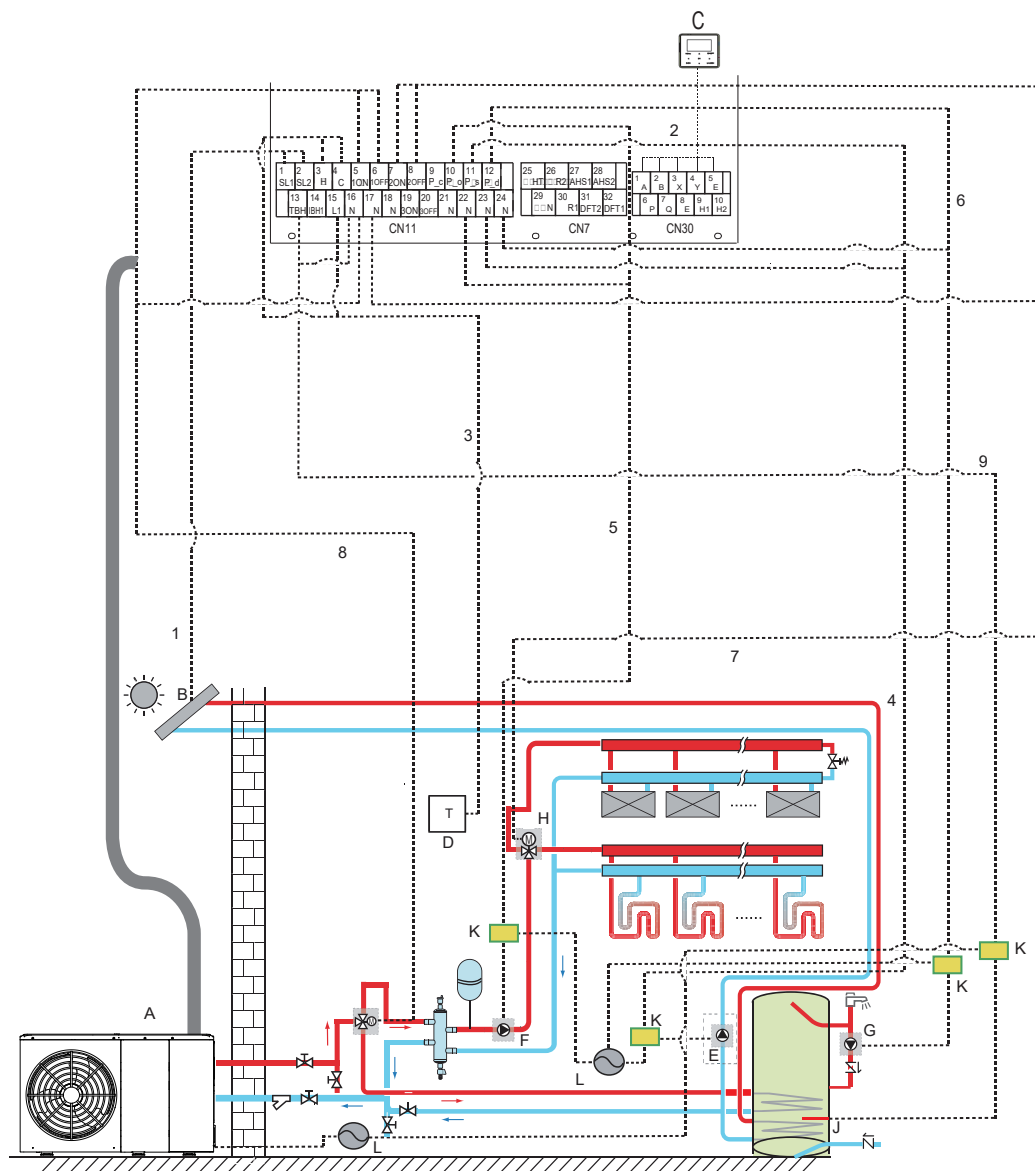 C
2
1 2 3 4 5 6 7 8 9 10 11 12
SL1 SL2 H C 1ON 1OFF 2ON 2OFF P_c P_o P_s P_d
13 14 15 16 17 18 19 20 21 22 23 24
TBH IBH1 L1 N N N 3ON 3OFF N N N N
CN11
25 26 27 28
HT R2 AHS1 AHS2
29 30 31 32
N R1 DFT2 DFT1
CN7
1 2 3 4 5
A B X Y E
6 7 8 9 10
P Q E H1 H2
CN30
6
3
9
5
8
1
7
B
4
T
D
H
M
K
K
K
A
M
F
K
E
G
L
J
L